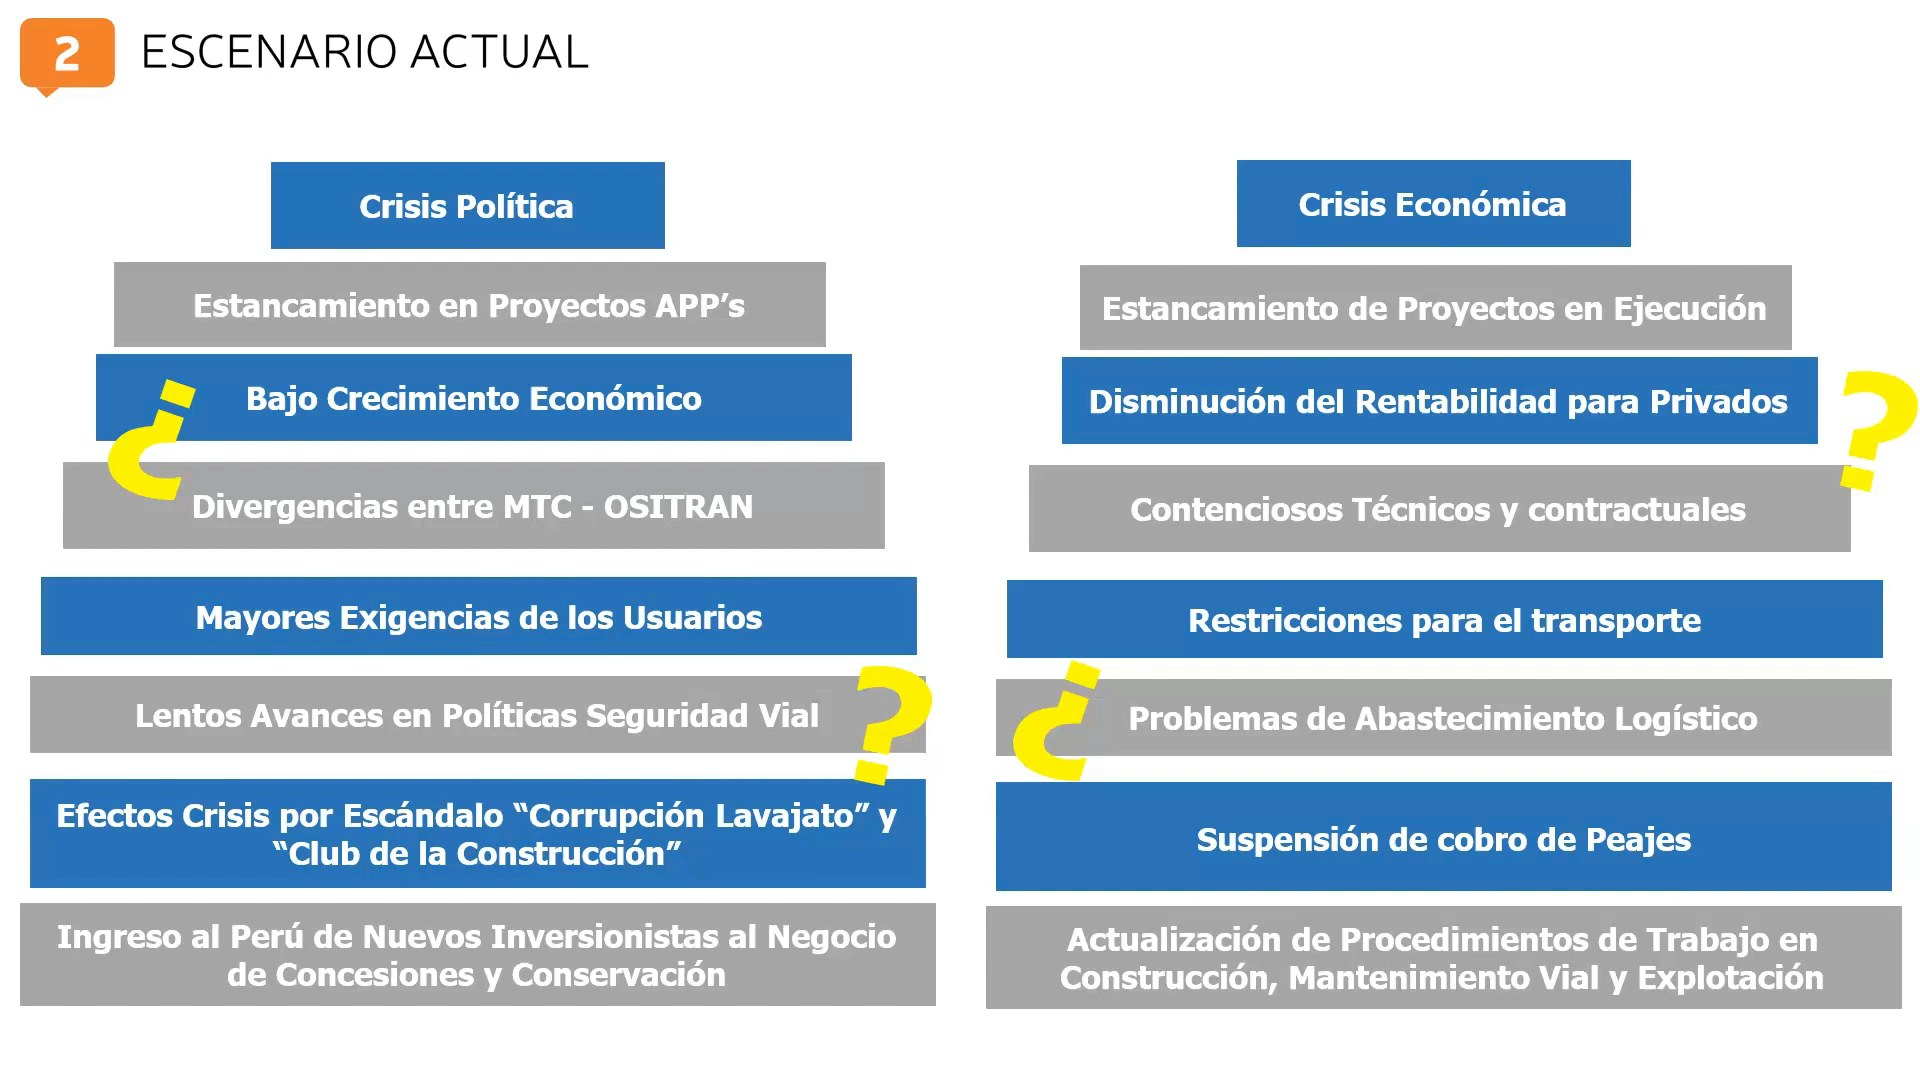 2
ESCENARIO ACTUAL
Crisis Política
Estancamiento en Proyectos APP’s
Bajo Crecimiento Económico
¿
Divergencias entre MTC - OSITRAN
Mayores Exigencias de los Usuarios
Lentos Avances en Políticas Seguridad Vial
?
Efectos Crisis por Escándalo “Corrupción Lavajato” y
“Club de la Construcción”
Ingreso al Perú de Nuevos Inversionistas al Negocio
de Concesiones y Conservación
Crisis Económica
Estancamiento de Proyectos en Ejecución
Disminución del Rentabilidad para Privados
?
Contenciosos Técnicos y contractuales
Restricciones para el transporte
¿
Problemas de Abastecimiento Logístico
Suspensión de cobro de Peajes
Actualización de Procedimientos de Trabajo en
Construcción, Mantenimiento Vial y Explotación